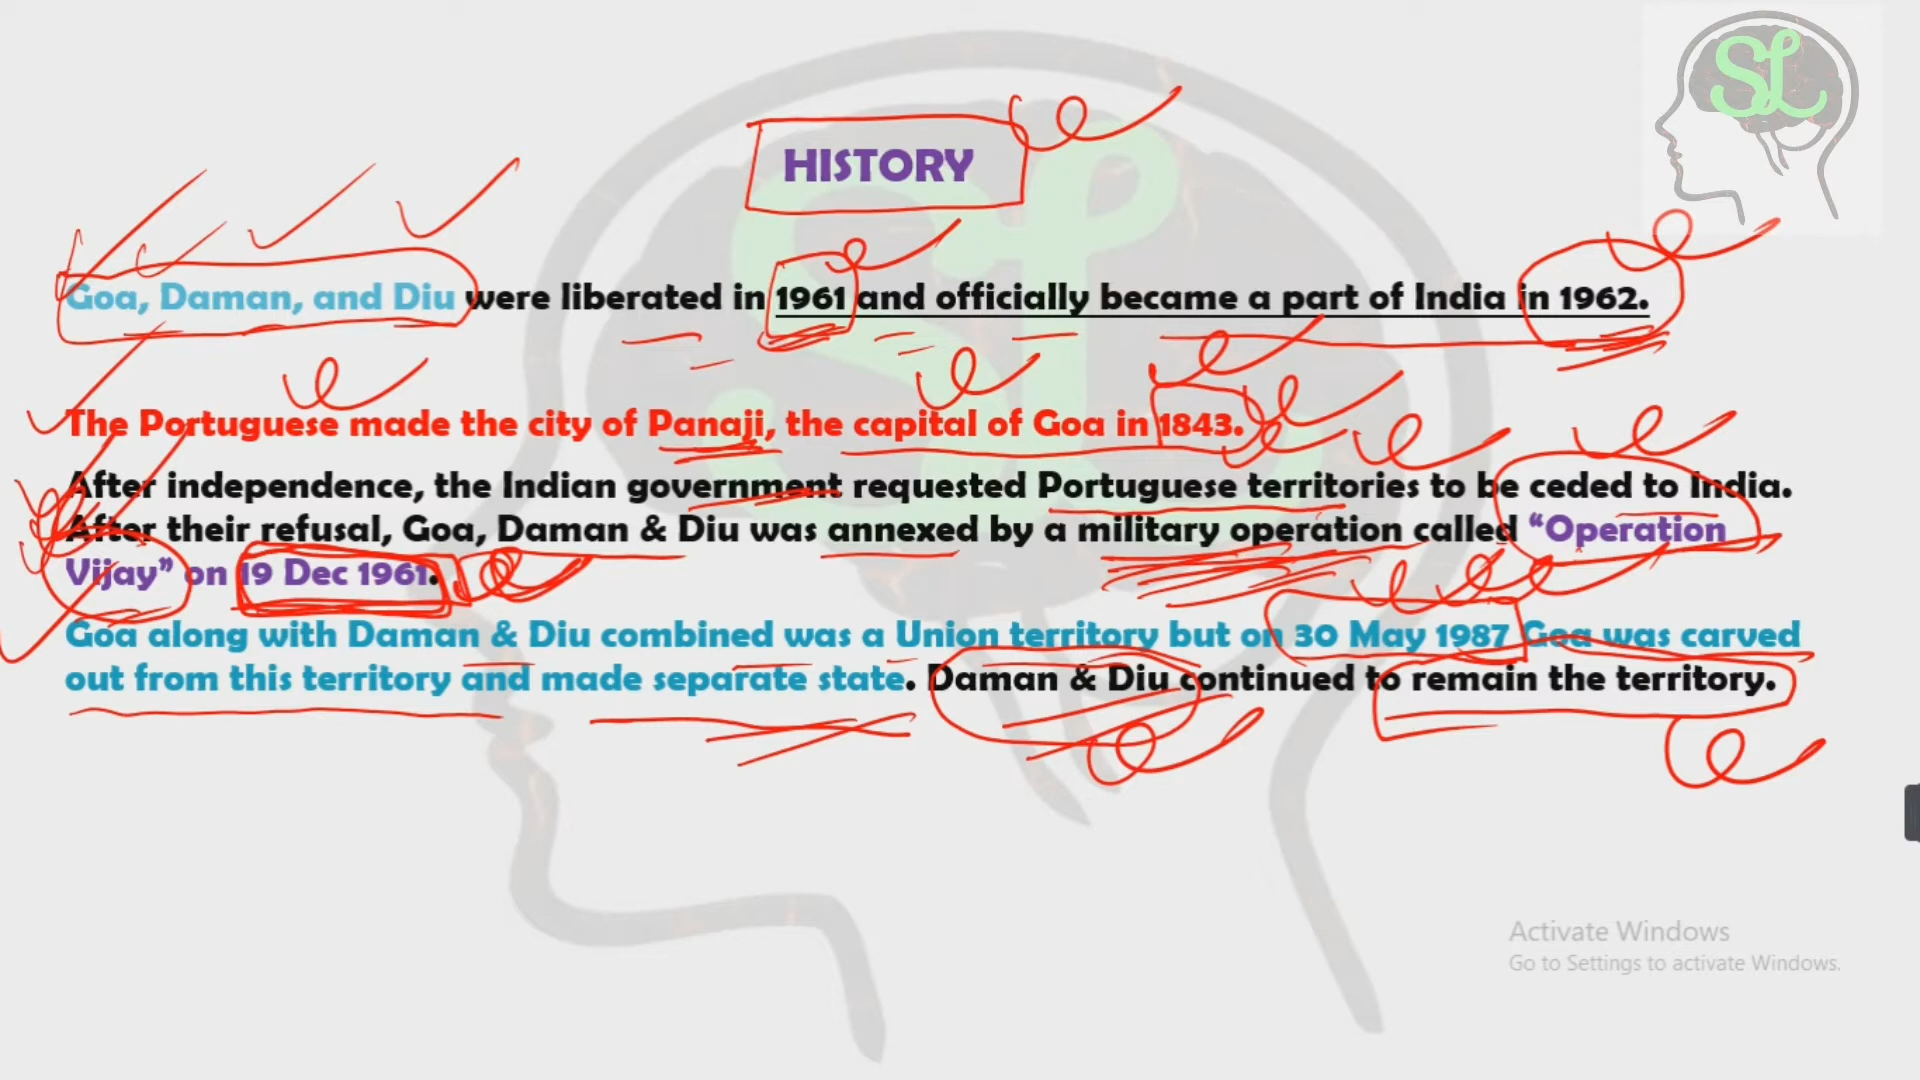 SL
HISTORY
Goa, Daman, and Diu were liberated in 1961 and officially became a part of India in 1962.
The Portuguese made the city of Panaji, the capital of Goa in 1843.
After independence, the Indian government requested Portuguese territories to be ceded to India.
After their refusal, Goa, Daman & Diu was annexed by a military operation called “Operation
Vijay” on 19 Dec 1961.
Goa along with Daman & Diu combined was a Union territory but on 30 May 1987 Goa was carved
out from this territory and made separate state. Daman & Diu continued to remain the territory.
Activate Windows
Go to Settings to activate Windows.